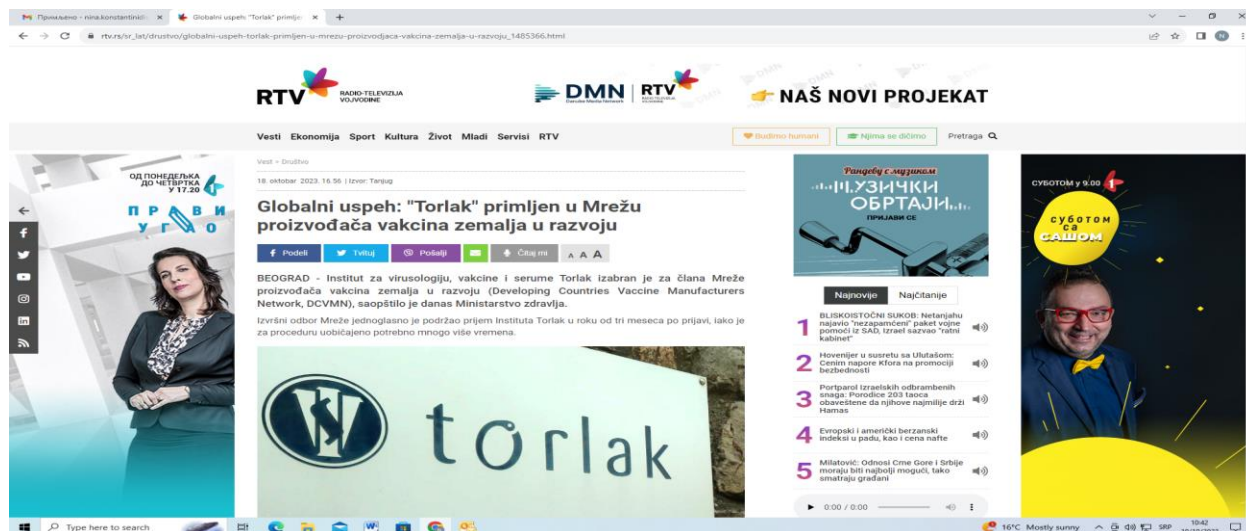 Примљено - nina.konstantinid
Globalni uspeh: "Torlak" primlje
rtv.rs/sr_lat/drustvo/globalni-uspeh-torlak-primljen-u-mrezu-proizvodjaca-vakcina-zemalja-u-razvoju_1485366.html
N
RTV
RADIO-TELEVIZIJA
VOJVODINE
DMN
Danube Media Network
RTV
NAŠ NOVI PROJEKAT
Vesti Ekonomija Sport Kultura Život Mladi Servisi RTV
Budimo humani
Njima se dičimo
Pretraga
Vest > Društvo
18. oktobar 2023. 16.56 | Izvor: Tanjug
Globalni uspeh: "Torlak" primljen u Mrežu
proizvođača vakcina zemalja u razvoju
Podeli
Tvituj
Pošalji
Čitaj mi
A A A
BEOGRAD - Institut za virusologiju, vakcine i serume Torlak izabran je za člana Mreže
proizvođača vakcina zemalja u razvoju (Developing Countries Vaccine Manufacturers
Network, DCVMN), saopštilo je danas Ministarstvo zdravlja.
Izvršni odbor Mreže jednoglasno je podržao prijem Instituta Torlak u roku od tri meseca po prijavi, iako je
za proceduru uobičajeno potrebno mnogo više vremena.
torlak
ОД ПОНЕДЕЉКА
ДО ЧЕТВРТКА
У 17.20
1
ПРАВИ
УГАО
Рандеву с музиком
МУЗИЧКИ
ОБРТАЈИ
ПРИЈАВИ СЕ
Najnovije
Najčitanije
1
BLISKOISTOČNI SUKOB: Netanjahu
najavio "nezapamćeni" paket vojne
pomoći iz SAD, Izrael sazvao "ratni
kabinet"
2
Hovenijer u susretu sa Ulutašom:
Cenim napore Kfora na promociji
bezbednosti
3
Portparol izraelskih odbrambenih
snaga: Porodice 203 taoca
obaveštene da njihove najmilije drži
Hamas
4
Evropski i američki berzanski
indeksi u padu, kao i cena nafte
5
Milatović: Odnosi Crne Gore i Srbije
moraju biti najbolji mogući, tako
smatraju građani
0:00 / 0:00
СУБОТОМ у 9.00
1
суботом
са
САШОМ
Type here to search
16°C Mostly sunny
SRP
10:42